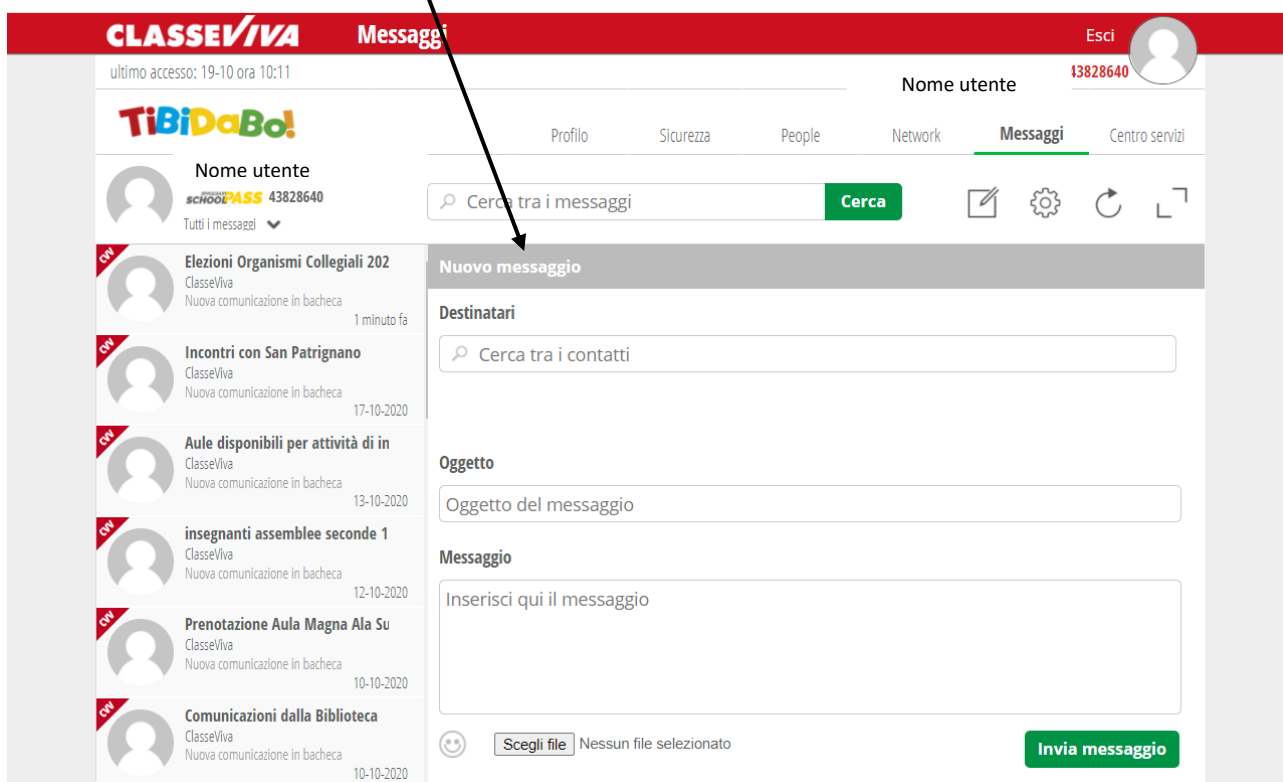 CLASSEVIVA Messaggi Esci
ultimo accesso: 19-10 ora 10:11 Nome utente 43828640
TiBiDaBo! Profilo Sicurezza People Network Messaggi Centro servizi
Nome utente
SCHOOLPASS 43828640
Tutti i messaggi
Cerca tra i messaggi Cerca
CVV
Elezioni Organismi Collegiali 202
ClasseViva
Nuova comunicazione in bacheca
1 minuto fa
CVV
Incontri con San Patrignano
ClasseViva
Nuova comunicazione in bacheca
17-10-2020
CVV
Aule disponibili per attività di in
ClasseViva
Nuova comunicazione in bacheca
13-10-2020
CVV
insegnanti assemblee seconde 1
ClasseViva
Nuova comunicazione in bacheca
12-10-2020
CVV
Prenotazione Aula Magna Ala Su
ClasseViva
Nuova comunicazione in bacheca
10-10-2020
CVV
Comunicazioni dalla Biblioteca
ClasseViva
Nuova comunicazione in bacheca
10-10-2020
Nuovo messaggio
Destinatari
Cerca tra i contatti
Oggetto
Oggetto del messaggio
Messaggio
Inserisci qui il messaggio
Scegli file Nessun file selezionato Invia messaggio